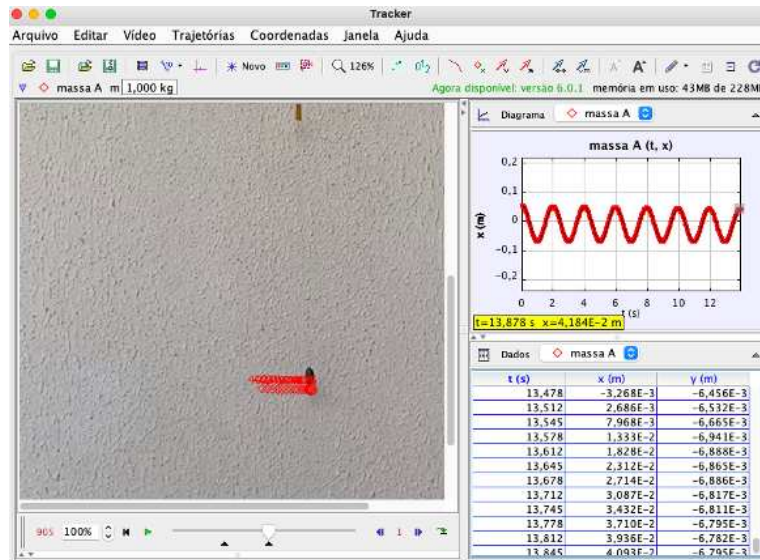 Tracker
Arquivo Editar Vídeo Trajetórias Coordenadas Janela Ajuda
Novo 126%
massa A m 1,000 kg Agora disponível: versão 6.0.1 memória em uso: 43MB de 228M
Diagrama massa A
massa A (t, x)
0,2
0,1
0
-0,1
-0,2
x (m)
0 2 4 6 8 10 12
t (s)
t=13,878 s x=4,184E-2 m
Dados massa A
t (s) x (m) y (m)
13,478 -3,268E-3 -6,456E-3
13,512 2,686E-3 -6,532E-3
13,545 7,968E-3 -6,665E-3
13,578 1,333E-2 -6,941E-3
13,612 1,828E-2 -6,888E-3
13,645 2,312E-2 -6,865E-3
13,678 2,714E-2 -6,886E-3
13,712 3,087E-2 -6,817E-3
13,745 3,432E-2 -6,811E-3
13,778 3,710E-2 -6,795E-3
13,812 3,936E-2 -6,782E-3
13,845 4,093E-2 -6,795E-3
905 100% 1